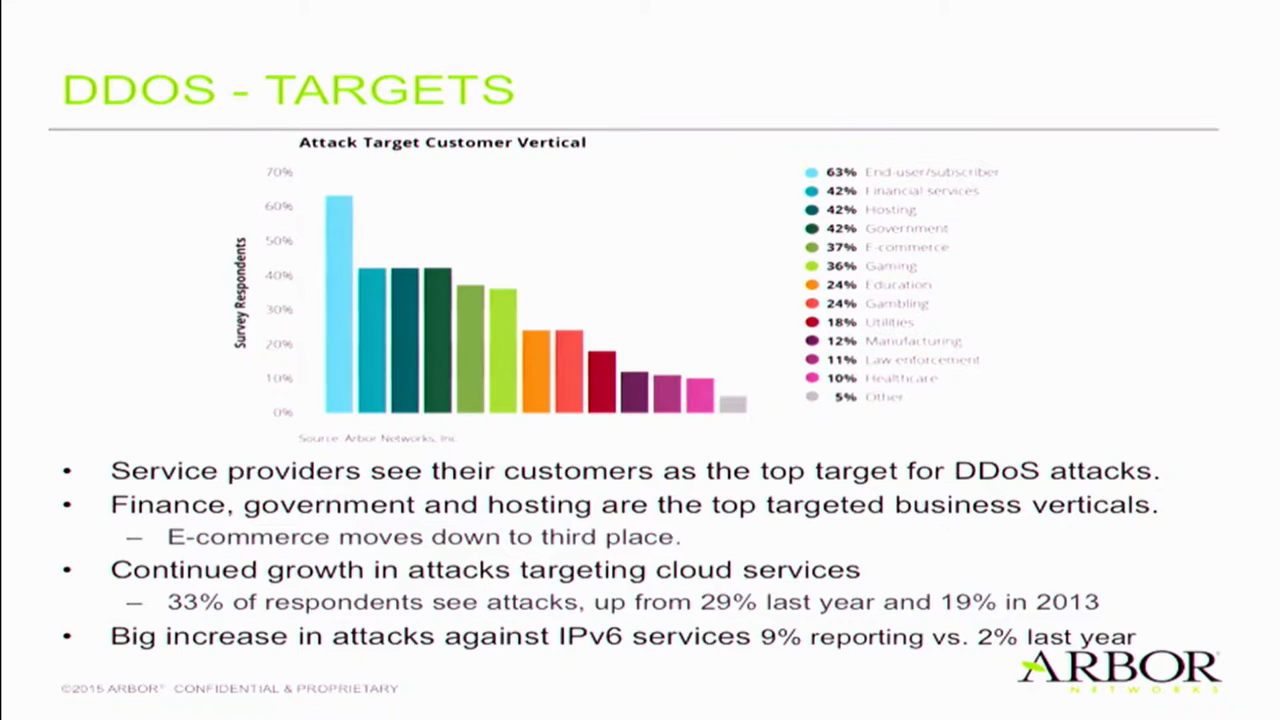 DDOS - TARGETS
Attack Target Customer Vertical
Survey Respondents
70%
60%
50%
40%
30%
20%
10%
0%
63% End-user/subscriber
42% Financial services
42% Hosting
42% Government
37% E-commerce
36% Gaming
24% Education
24% Gambling
18% Utilities
12% Manufacturing
11% Law enforcement
10% Healthcare
5% Other
Source: Arbor Networks, Inc.
• Service providers see their customers as the top target for DDoS attacks.
• Finance, government and hosting are the top targeted business verticals.
– E-commerce moves down to third place.
• Continued growth in attacks targeting cloud services
– 33% of respondents see attacks, up from 29% last year and 19% in 2013
• Big increase in attacks against IPv6 services 9% reporting vs. 2% last year
©2015 ARBOR® CONFIDENTIAL & PROPRIETARY
ARBOR®
NETWORKS